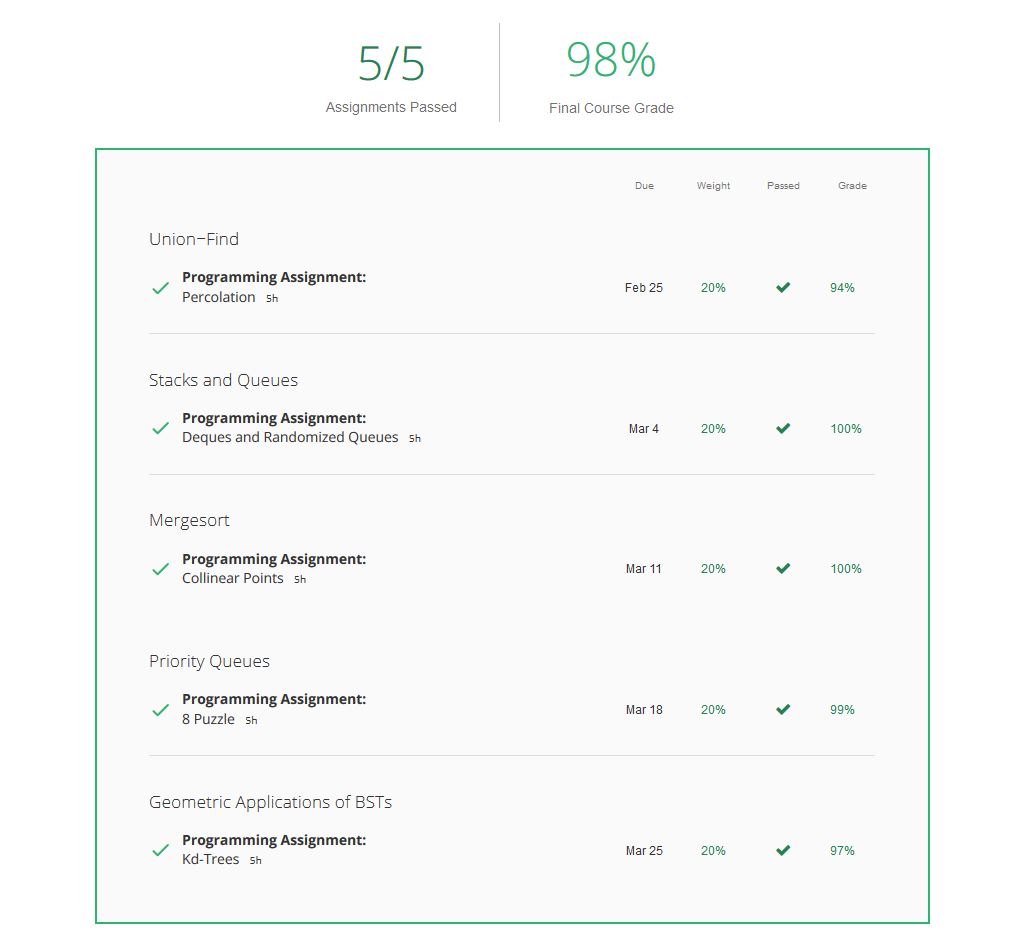 5/5
98%
Assignments Passed
Final Course Grade
Due Weight Passed Grade
Union-Find
Programming Assignment:
Percolation 5h
Feb 25 20% 94%
Stacks and Queues
Programming Assignment:
Deques and Randomized Queues 5h
Mar 4 20% 100%
Mergesort
Programming Assignment:
Collinear Points 5h
Mar 11 20% 100%
Priority Queues
Programming Assignment:
8 Puzzle 5h
Mar 18 20% 99%
Geometric Applications of BSTs
Programming Assignment:
Kd-Trees 5h
Mar 25 20% 97%